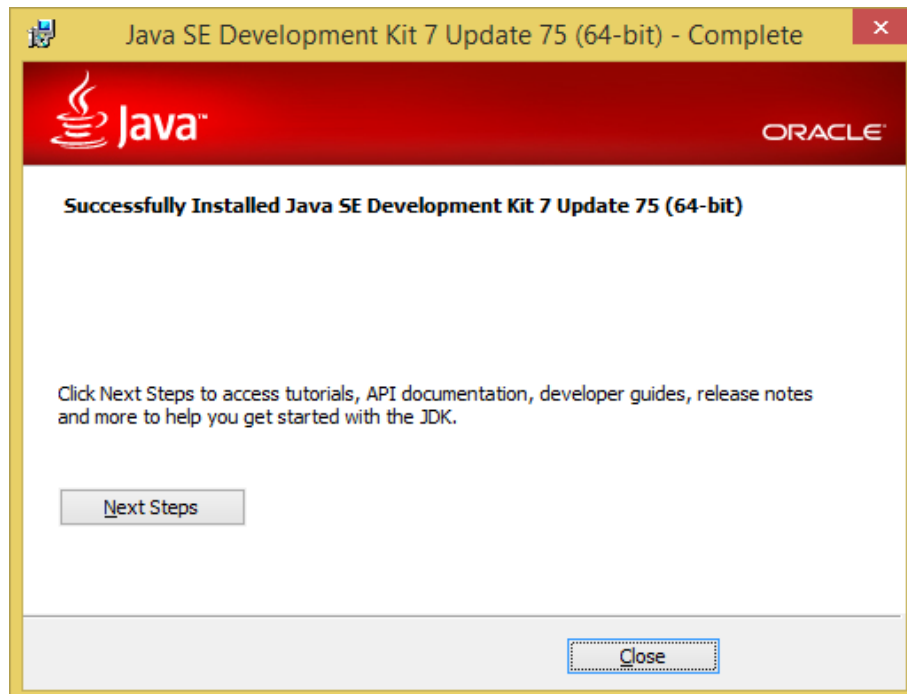 Java SE Development Kit 7 Update 75 (64-bit) - Complete
Java™
ORACLE
Successfully Installed Java SE Development Kit 7 Update 75 (64-bit)
Click Next Steps to access tutorials, API documentation, developer guides, release notes
and more to help you get started with the JDK.
Next Steps
Close